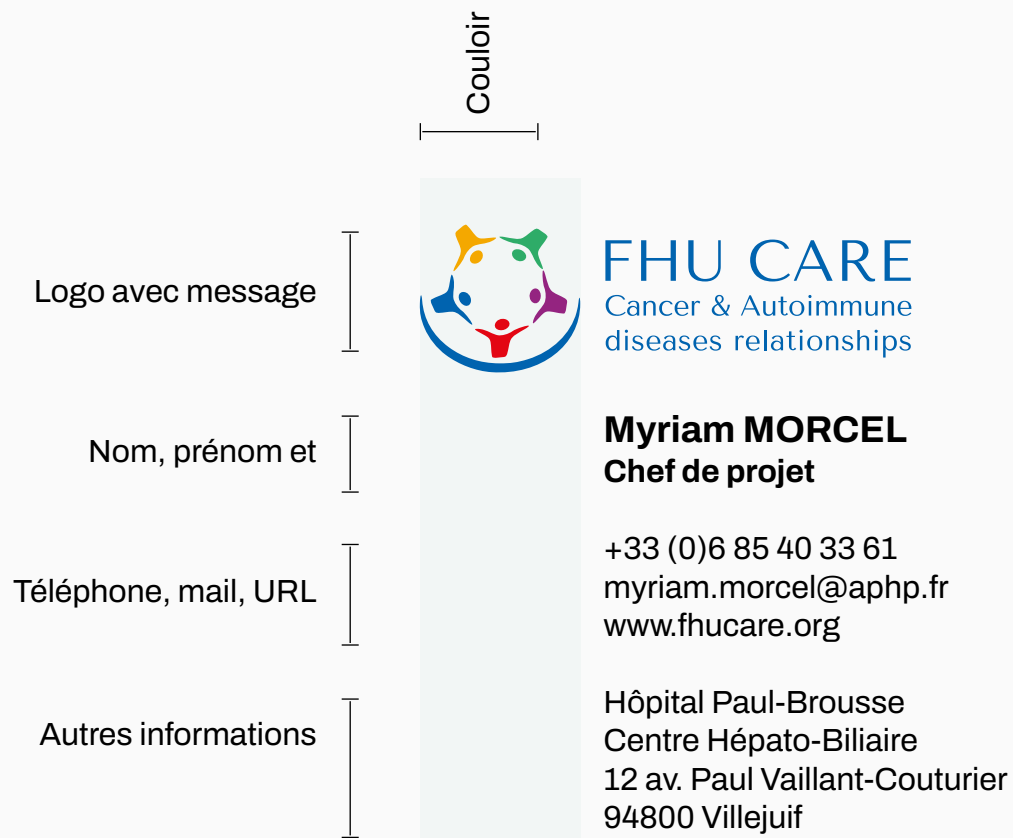 Couloir
Logo avec message
FHU CARE
Cancer & Autoimmune
diseases relationships
Nom, prénom et
Myriam MORCEL
Chef de projet
Téléphone, mail, URL
+33 (0)6 85 40 33 61
myriam.morcel@aphp.fr
www.fhucare.org
Autres informations
Hôpital Paul-Brousse
Centre Hépato-Biliaire
12 av. Paul Vaillant-Couturier
94800 Villejuif